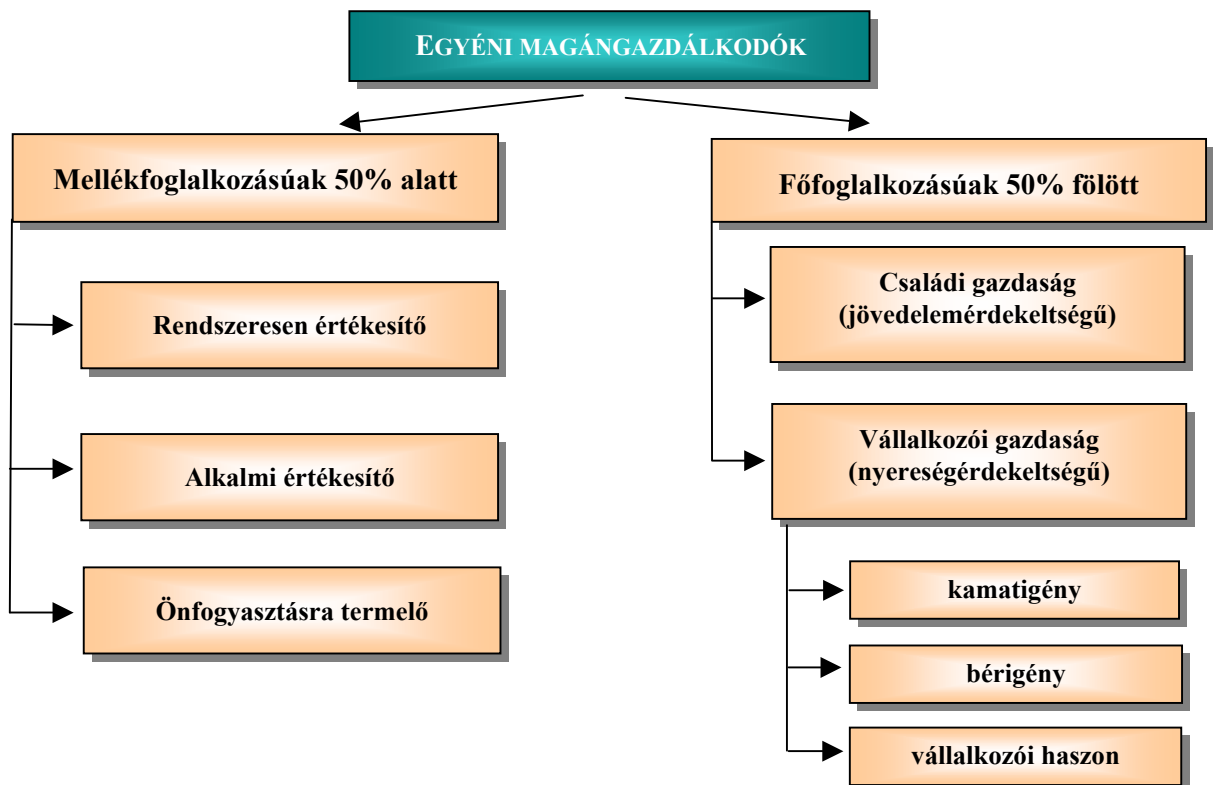 EGYÉNI MAGÁNGAZDÁLKODÓK
Mellékfoglalkozásúak 50% alatt
Rendszeresen értékesítő
Alkalmi értékesítő
Önfogyasztásra termelő
Főfoglalkozásúak 50% fölött
Családi gazdaság
(jövedelemérdekeltségű)
Vállalkozói gazdaság
(nyereségérdekeltségű)
kamatigény
bérigény
vállalkozói haszon